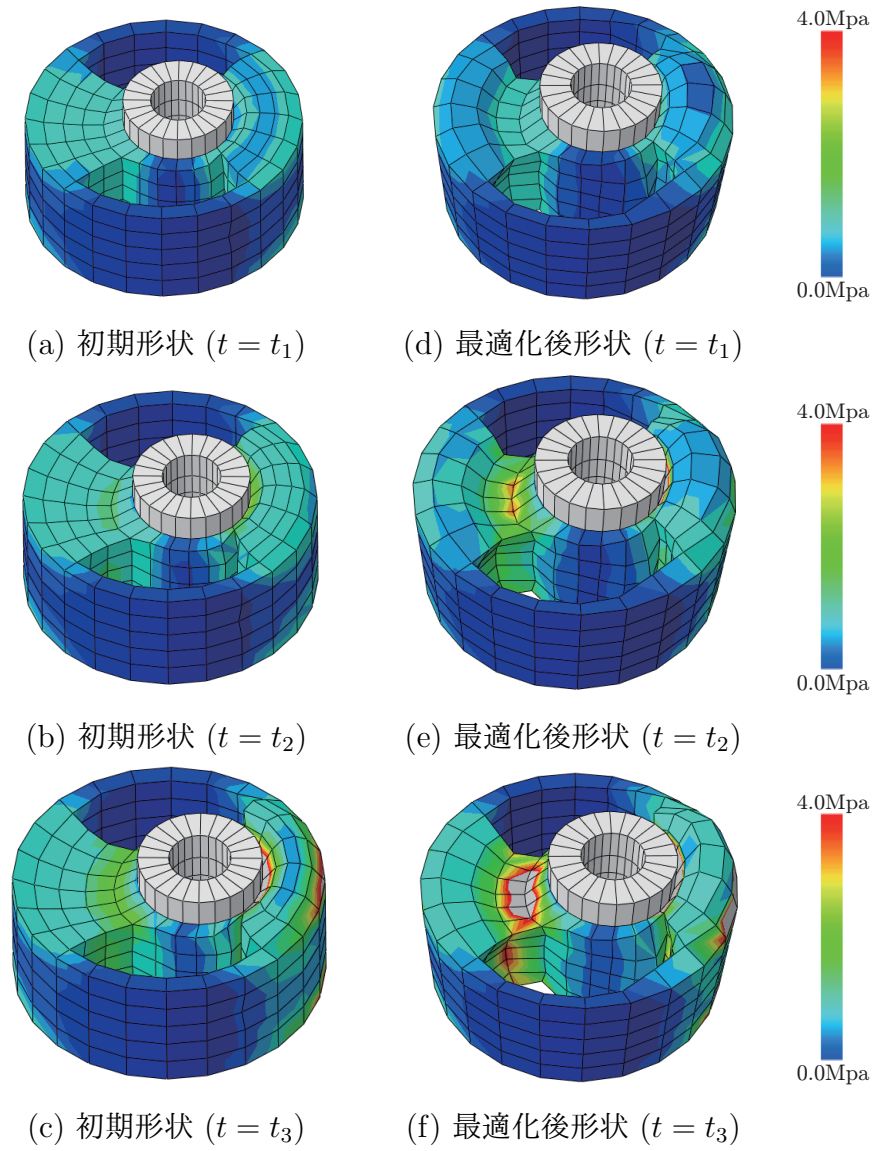 4.0Mpa
0.0Mpa
(a) 初期形状 (t = t₁)
(d) 最適化後形状 (t = t₁)
4.0Mpa
0.0Mpa
(b) 初期形状 (t = t₂)
(e) 最適化後形状 (t = t₂)
4.0Mpa
0.0Mpa
(c) 初期形状 (t = t₃)
(f) 最適化後形状 (t = t₃)